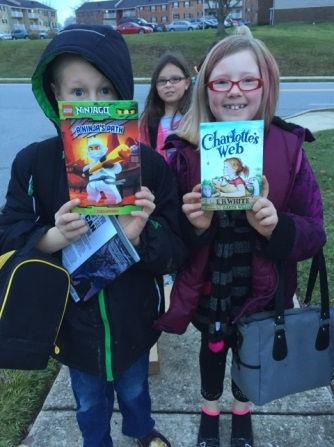 LEGO
NINJAGO
A NINJA'S PATH
Charlotte's
Web
E. B. WHITE